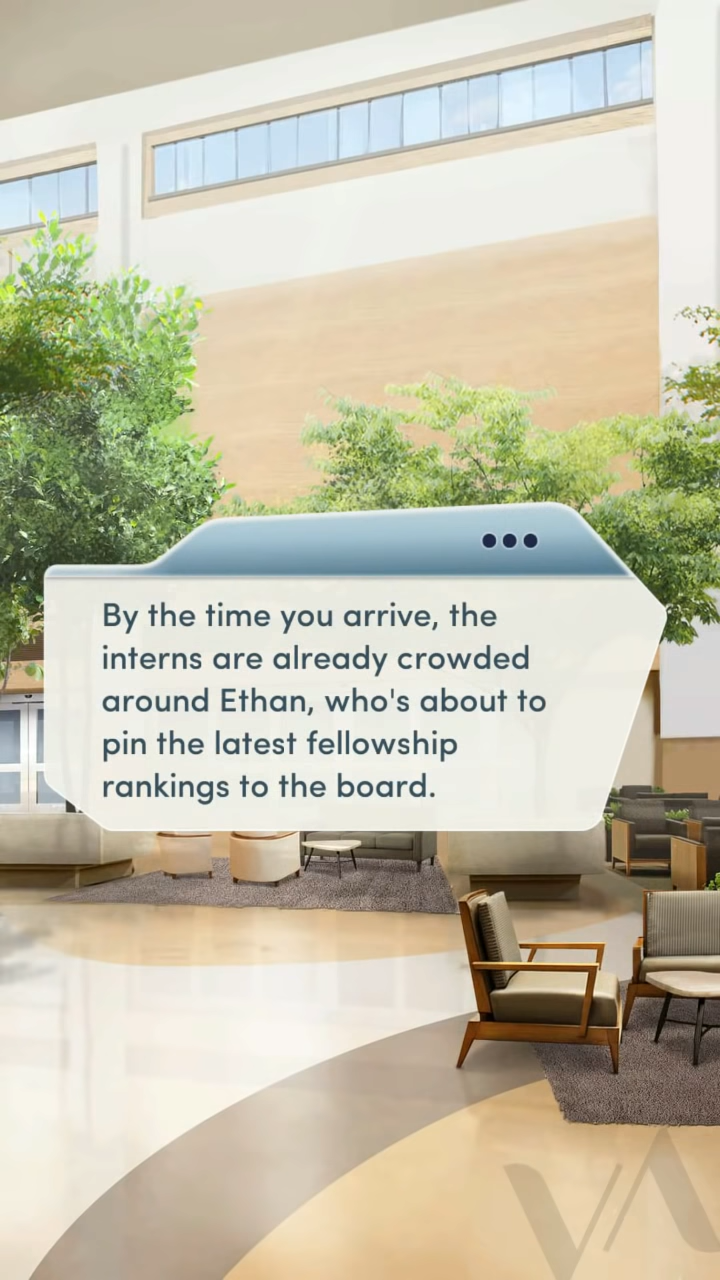 By the time you arrive, the
interns are already crowded
around Ethan, who's about to
pin the latest fellowship
rankings to the board.